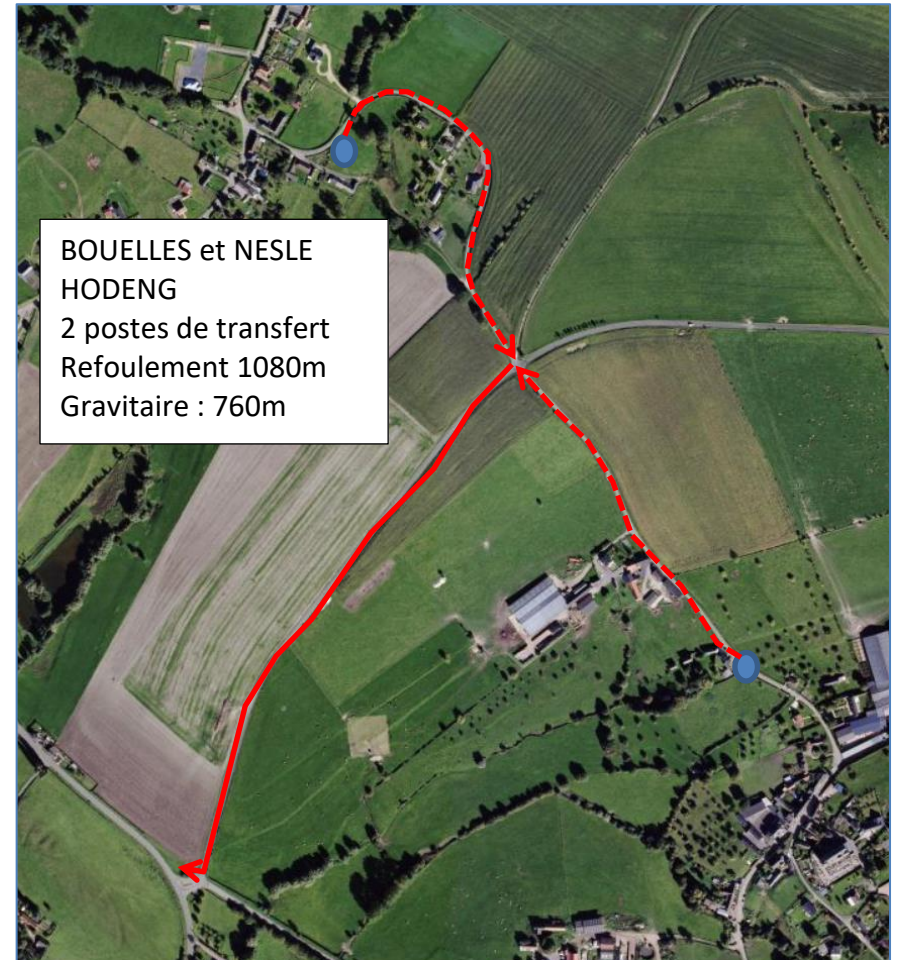 BOUELLES et NESLE
HODENG
2 postes de transfert
Refoulement 1080m
Gravitaire : 760m